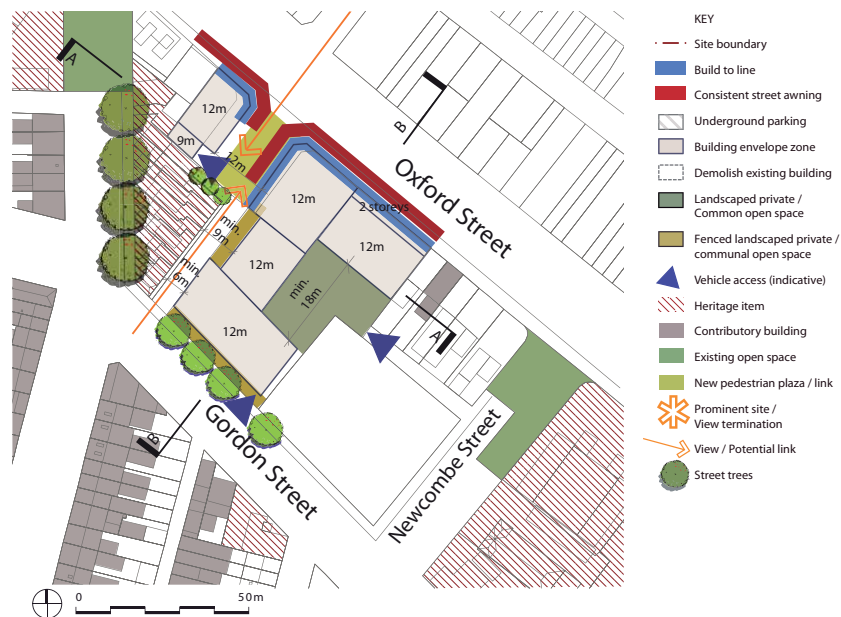 A
12m
9m
12m
B
Oxford Street
12m
2 storeys
12m
min.
9m
12m
min.
6m
min.
18m
12m
A
B
Gordon Street
Newcombe Street
0
50m
KEY
Site boundary
Build to line
Consistent street awning
Underground parking
Building envelope zone
Demolish existing building
Landscaped private /
Common open space
Fenced landscaped private /
communal open space
Vehicle access (indicative)
Heritage item
Contributory building
Existing open space
New pedestrian plaza / link
Prominent site /
View termination
View / Potential link
Street trees